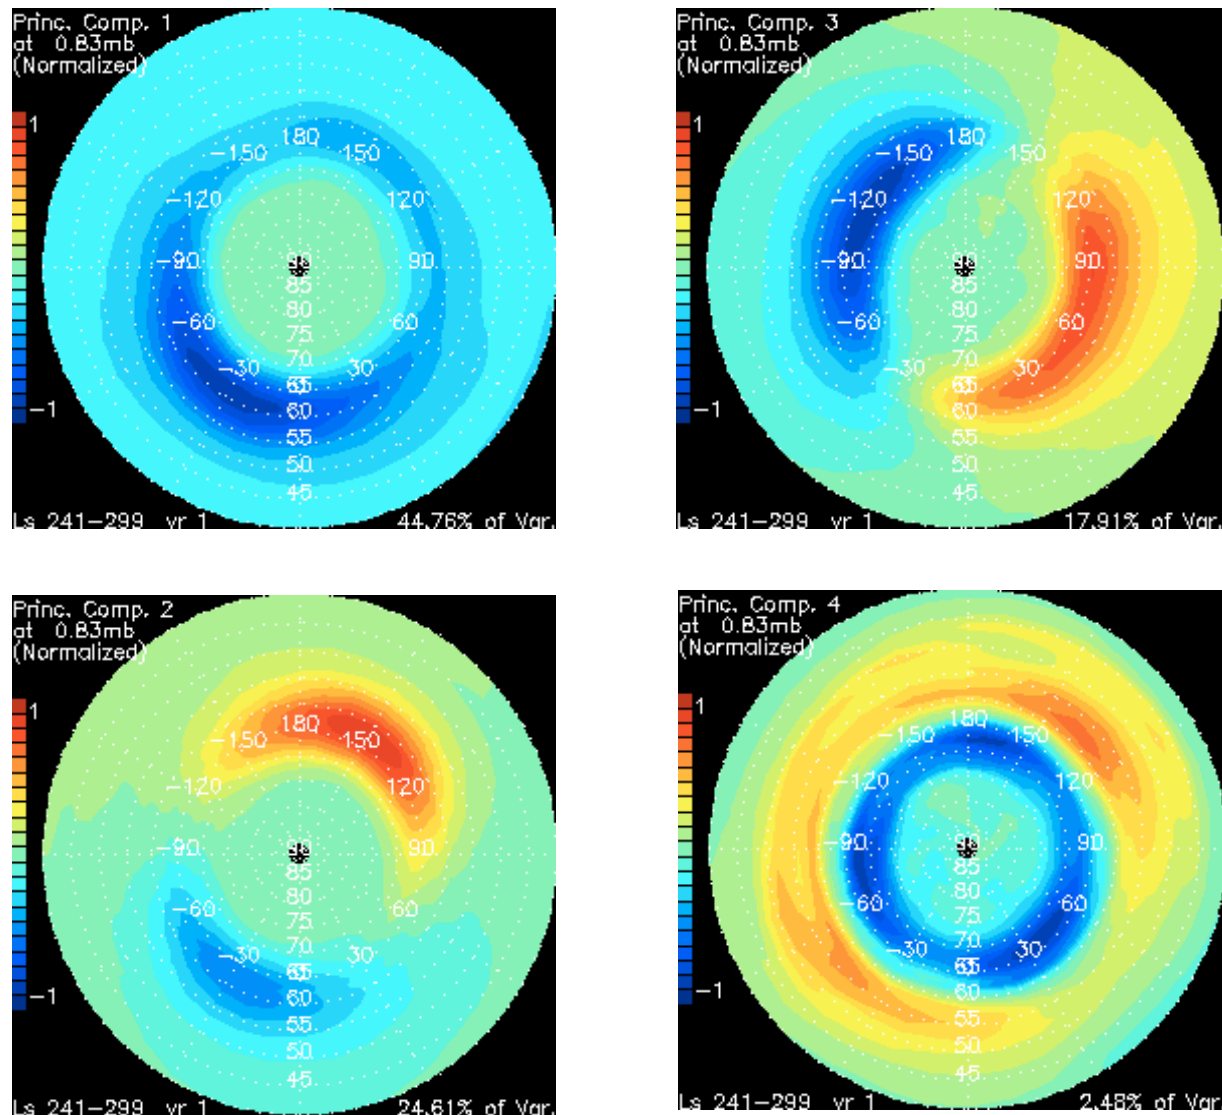 Princ. Comp. 1
at 0.83mb
(Normalized)
1
180
-150 150
-120 120
-90 90 90
85
-60 80 60
75
-30 70 30
65 0
60
-1
55
50
45
Ls 241-299 yr 1 44.76% of Var.
Princ. Comp. 3
at 0.83mb
(Normalized)
1
180
-150 150
-120 120
-90 90 90
85
-60 80 60
75
-30 70 30
65 0
60
-1
55
50
45
Ls 241-299 yr 1 17.91% of Var.
Princ. Comp. 2
at 0.83mb
(Normalized)
1
180
-150 150
-120 120
-90 90 90
85
-60 80 60
75
-30 70 30
65 0
60
-1
55
50
45
Ls 241-299 yr 1 24.61% of Var.
Princ. Comp. 4
at 0.83mb
(Normalized)
1
180
-150 150
-120 120
-90 90 90
85
-60 80 60
75
-30 70 30
65 0
60
-1
55
50
45
Ls 241-299 yr 1 2.48% of Var.